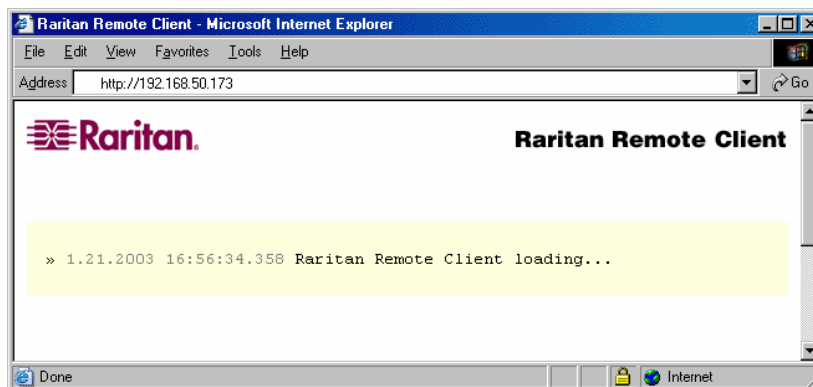 Raritan Remote Client - Microsoft Internet Explorer
File Edit View Favorites Tools Help
Address http://192.168.50.173 Go
Raritan. Raritan Remote Client
» 1.21.2003 16:56:34.358 Raritan Remote Client loading...
Done Internet